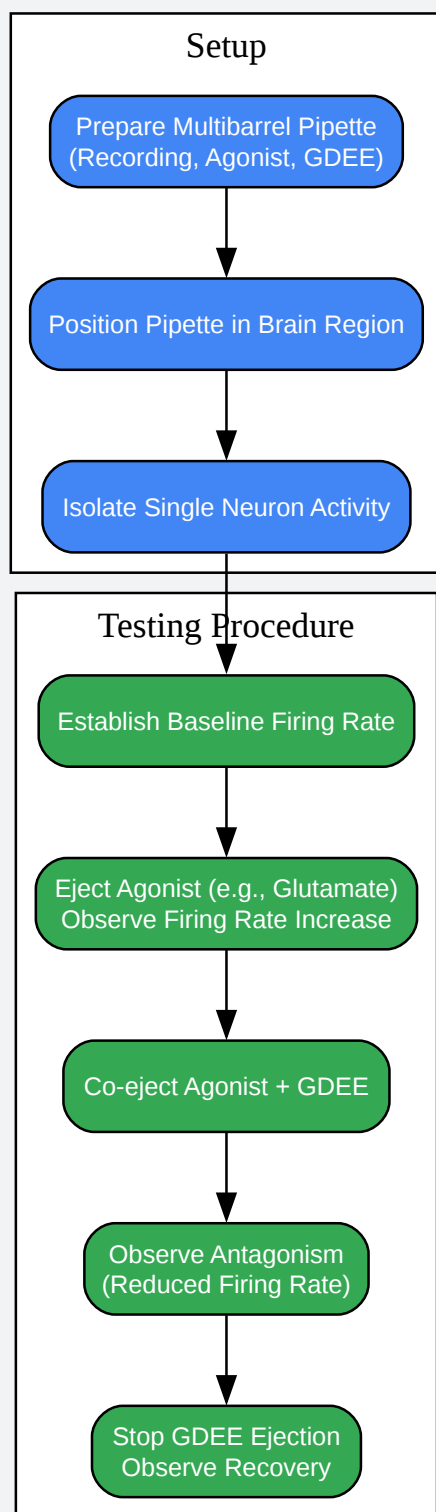 Setup
Prepare Multibarrel Pipette
(Recording, Agonist, GDEE)
Position Pipette in Brain Region
Isolate Single Neuron Activity
Testing Procedure
Establish Baseline Firing Rate
Eject Agonist (e.g., Glutamate)
Observe Firing Rate Increase
Co-eject Agonist + GDEE
Observe Antagonism
(Reduced Firing Rate)
Stop GDEE Ejection
Observe Recovery